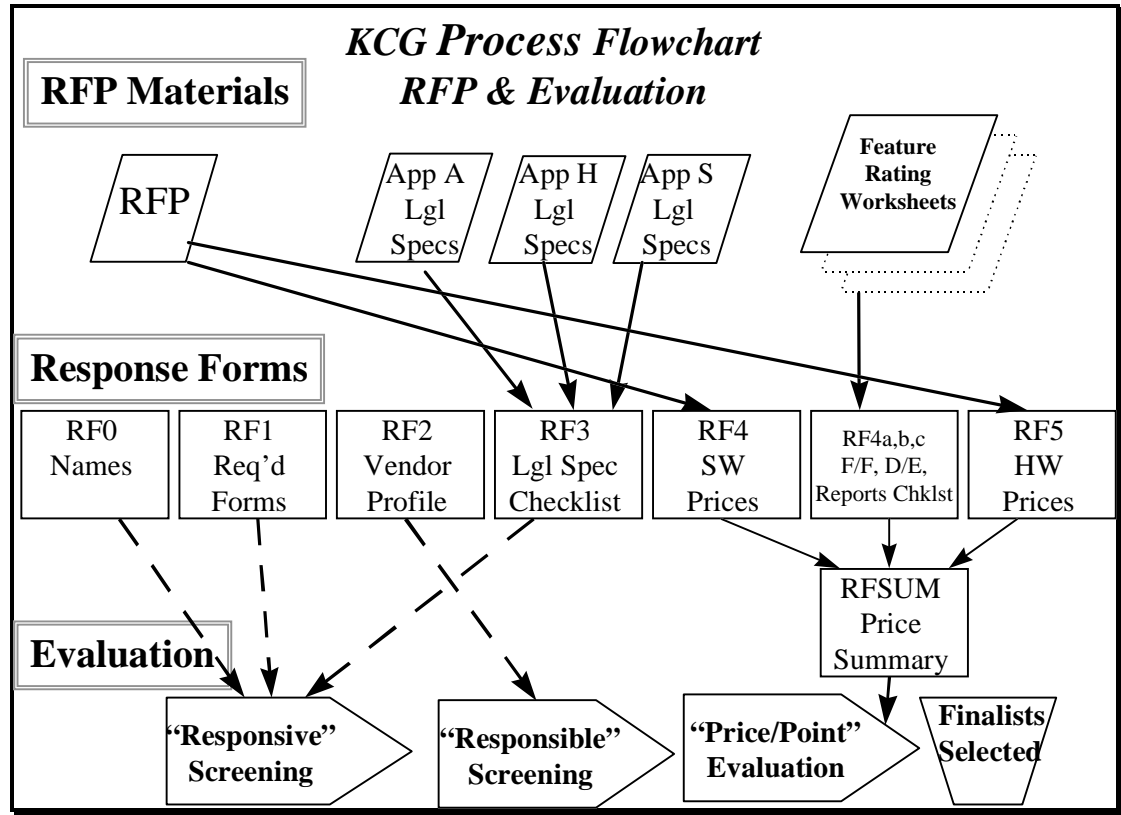 KCG Process Flowchart
RFP & Evaluation
RFP Materials
RFP
App A
Lgl
Specs
App H
Lgl
Specs
App S
Lgl
Specs
Feature
Rating
Worksheets
Response Forms
RF0
Names
RF1
Req’d
Forms
RF2
Vendor
Profile
RF3
Lgl Spec
Checklist
RF4
SW
Prices
RF4a,b,c
F/F, D/E,
Reports Chklst
RF5
HW
Prices
RFSUM
Price
Summary
Evaluation
“Responsive”
Screening
“Responsible”
Screening
“Price/Point”
Evaluation
Finalists
Selected